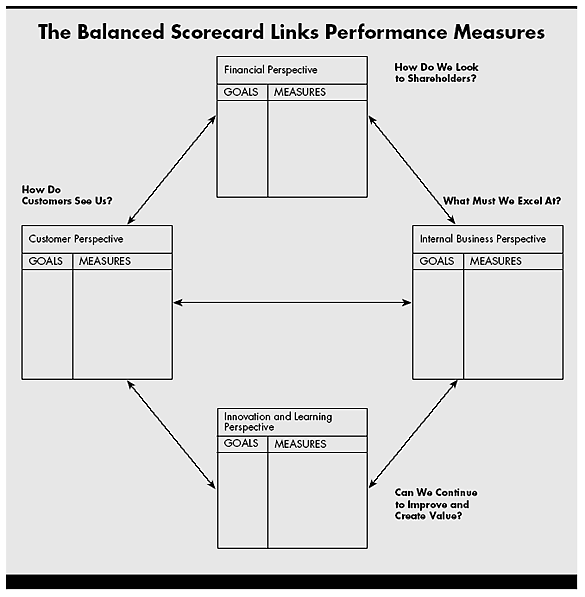 The Balanced Scorecard Links Performance Measures
Financial Perspective
GOALS MEASURES
How Do We Look
to Shareholders?
How Do
Customers See Us?
What Must We Excel At?
Customer Perspective
GOALS MEASURES
Internal Business Perspective
GOALS MEASURES
Innovation and Learning
Perspective
GOALS MEASURES
Can We Continue
to Improve and
Create Value?